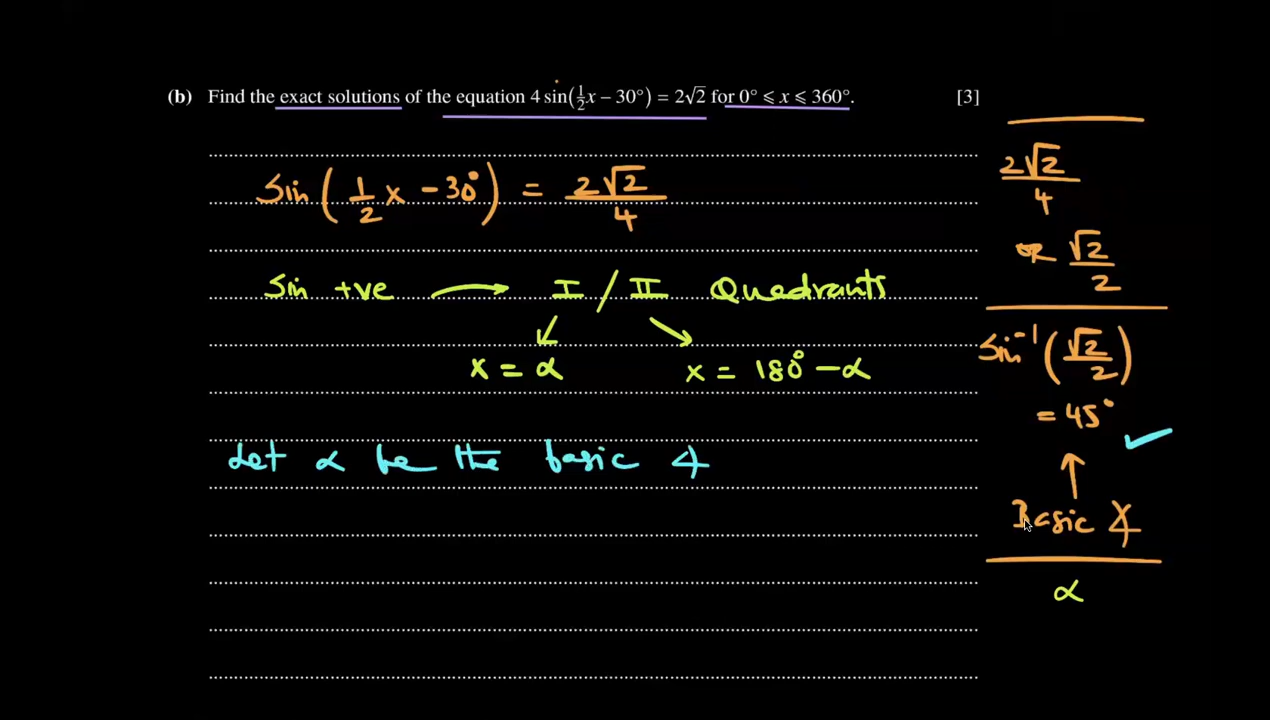 (b) Find the exact solutions of the equation 4 sin(½x − 30°) = 2√2 for 0° ⩽ x ⩽ 360°. [3]
Sin (1/2 x − 30°) = 2√2/4
Sin +ve → I / II Quadrants
x = α x = 180° − α
Let α be the basic ∡
2√2/4
or √2/2
Sin⁻¹ (√2/2)
= 45°
✓
↑
Basic ∡
α